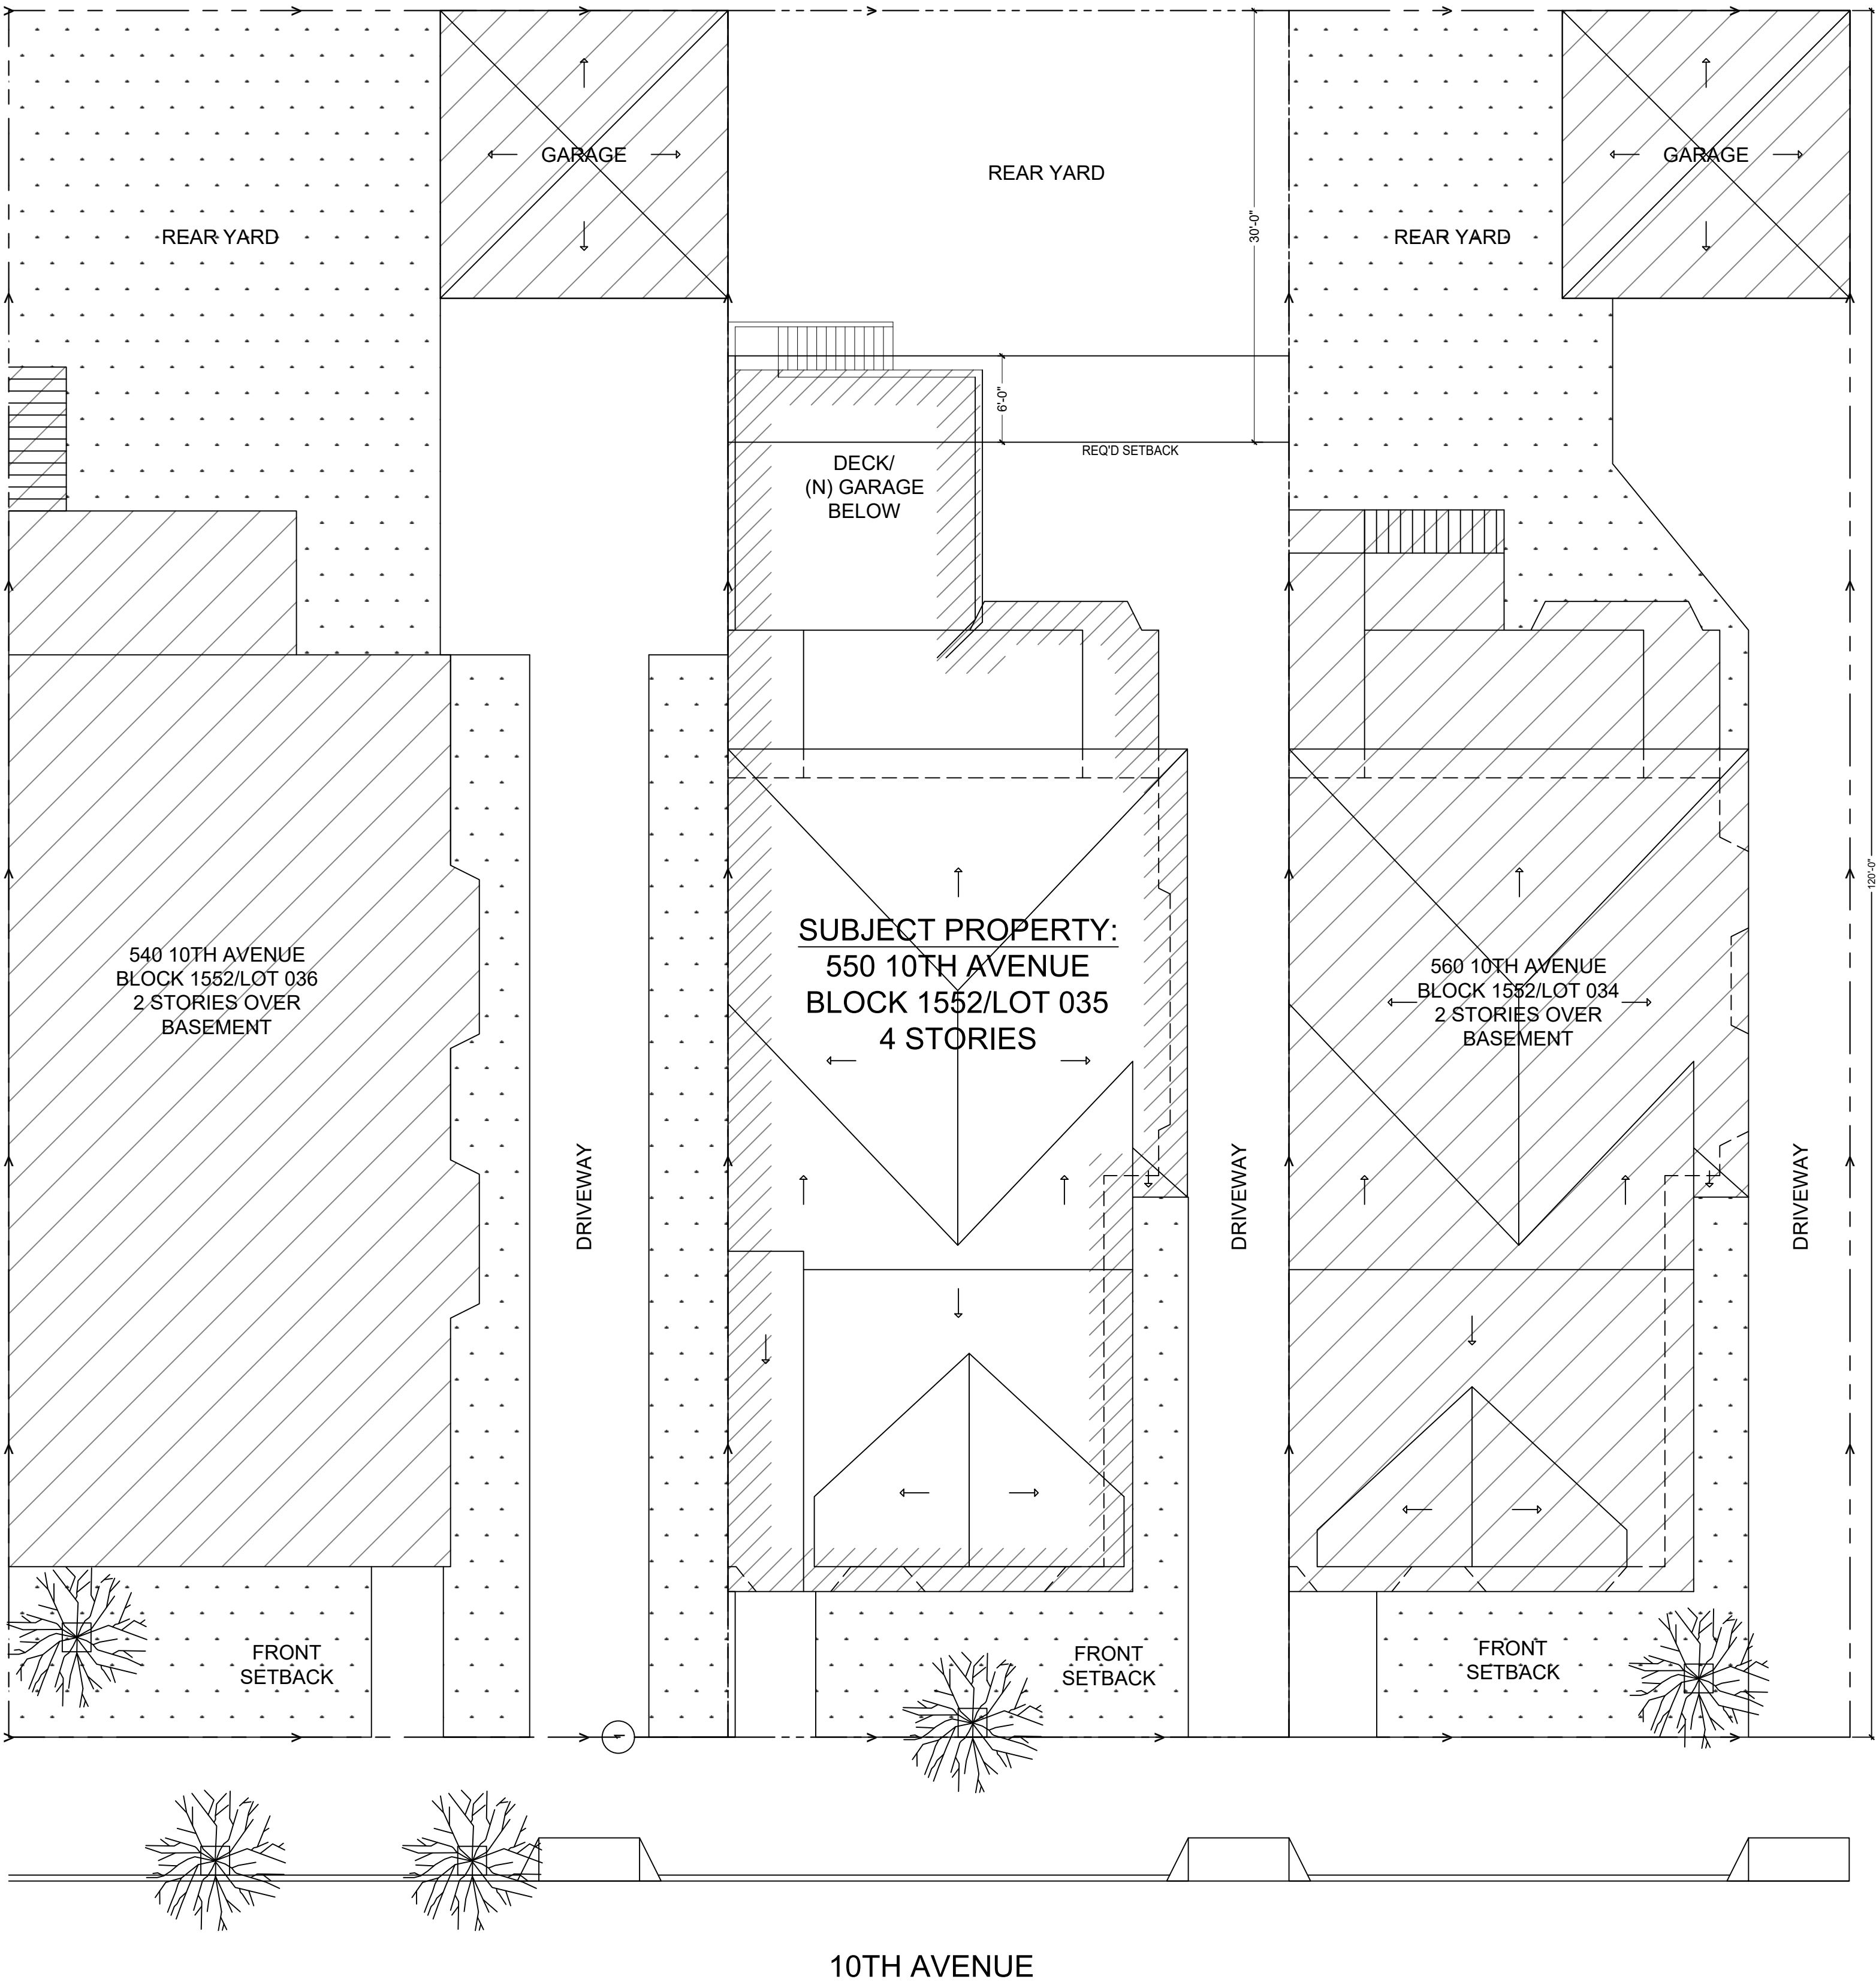 GARAGE
GARAGE
REAR YARD
30'-0"
REAR YARD
REAR YARD
6'-0"
REQ'D SETBACK
DECK/
(N) GARAGE
BELOW
120'-0"
SUBJECT PROPERTY:
550 10TH AVENUE
BLOCK 1552/LOT 035
4 STORIES
540 10TH AVENUE
BLOCK 1552/LOT 036
2 STORIES OVER
BASEMENT
560 10TH AVENUE
BLOCK 1552/LOT 034
2 STORIES OVER
BASEMENT
DRIVEWAY
DRIVEWAY
DRIVEWAY
FRONT
SETBACK
FRONT
SETBACK
FRONT
SETBACK
10TH AVENUE